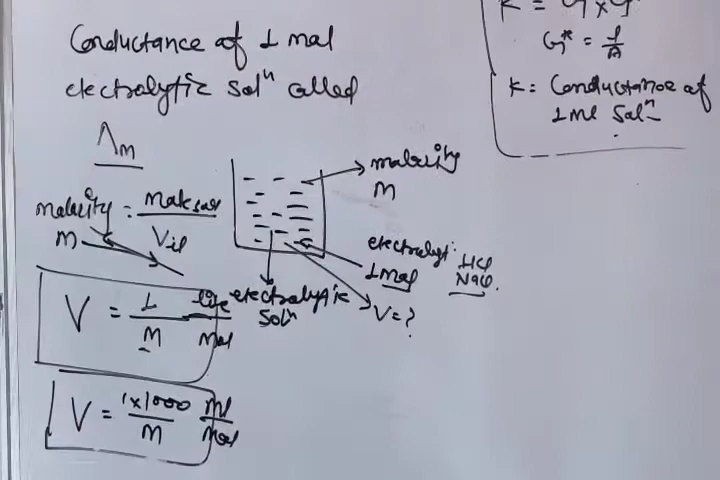 Conductance of 1 mol
electrolytic solⁿ called
Λm
molarity = mole
M V
V = 1/M litre/mol
V = 1×1000/M ml/mol
molarity
M
electrolyte
1 mol HCl
NaCl.
electrolytic
solⁿ
V = ?
K = G × G*
G* = l/A
K = Conductance of
1 ml Solⁿ